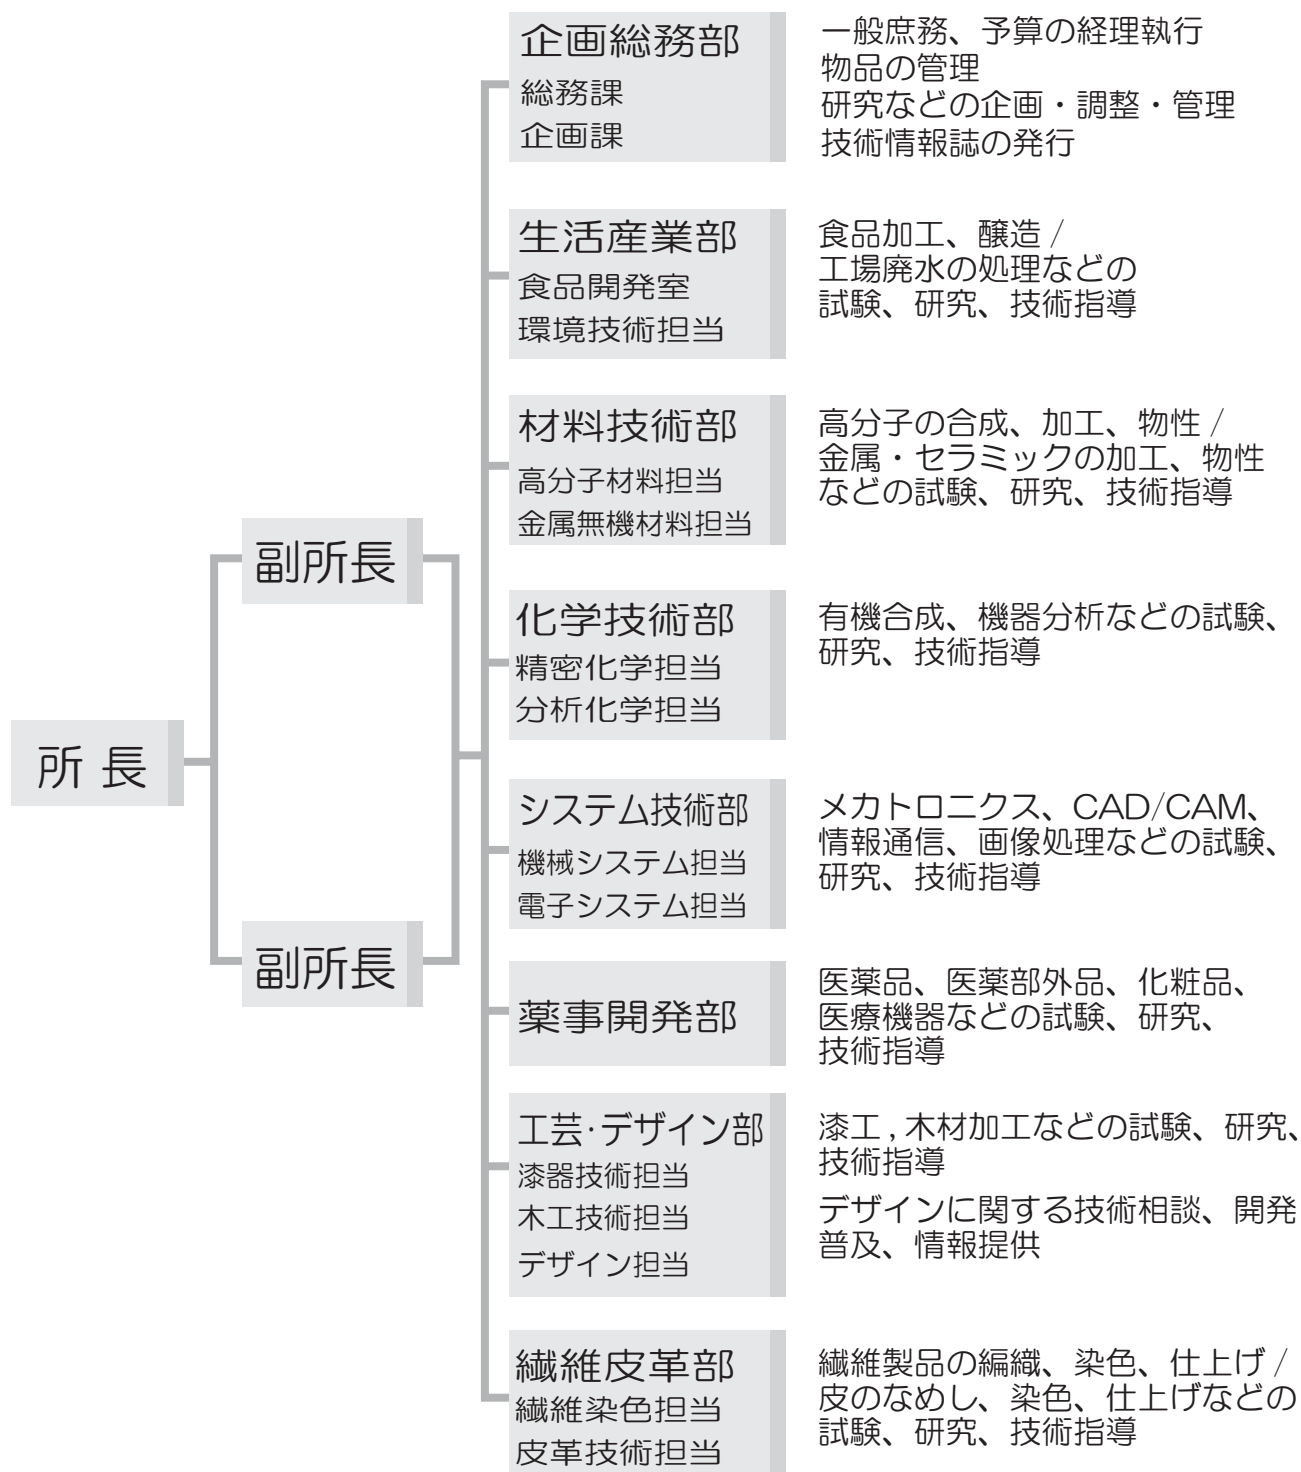 所 長
副所長
副所長
企画総務部
総務課
企画課
一般庶務、予算の経理執行
物品の管理
研究などの企画・調整・管理
技術情報誌の発行
生活産業部
食品開発室
環境技術担当
食品加工、醸造 /
工場廃水の処理などの
試験、研究、技術指導
材料技術部
高分子材料担当
金属無機材料担当
高分子の合成、加工、物性 /
金属・セラミックの加工、物性
などの試験、研究、技術指導
化学技術部
精密化学担当
分析化学担当
有機合成、機器分析などの試験、
研究、技術指導
システム技術部
機械システム担当
電子システム担当
メカトロニクス、CAD/CAM、
情報通信、画像処理などの試験、
研究、技術指導
薬事開発部
医薬品、医薬部外品、化粧品、
医療機器などの試験、研究、
技術指導
工芸・デザイン部
漆器技術担当
木工技術担当
デザイン担当
漆工 , 木材加工などの試験、研究、
技術指導
デザインに関する技術相談、開発
普及、情報提供
繊維皮革部
繊維染色担当
皮革技術担当
繊維製品の編織、染色、仕上げ /
皮のなめし、染色、仕上げなどの
試験、研究、技術指導